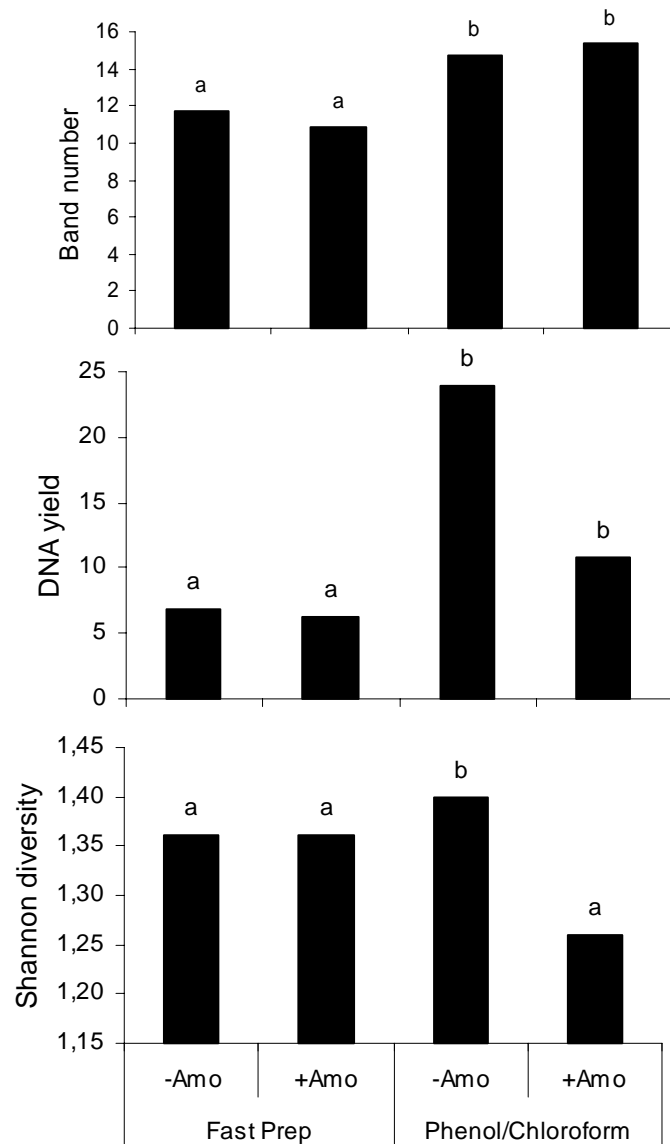 16
14
12
10
8
6
4
2
0
Band number
a
a
b
b
25
20
15
10
5
0
DNA yield
a
a
b
b
1,45
1,40
1,35
1,30
1,25
1,20
1,15
Shannon diversity
a
a
b
a
-Amo +Amo -Amo +Amo
Fast Prep Phenol/Chloroform